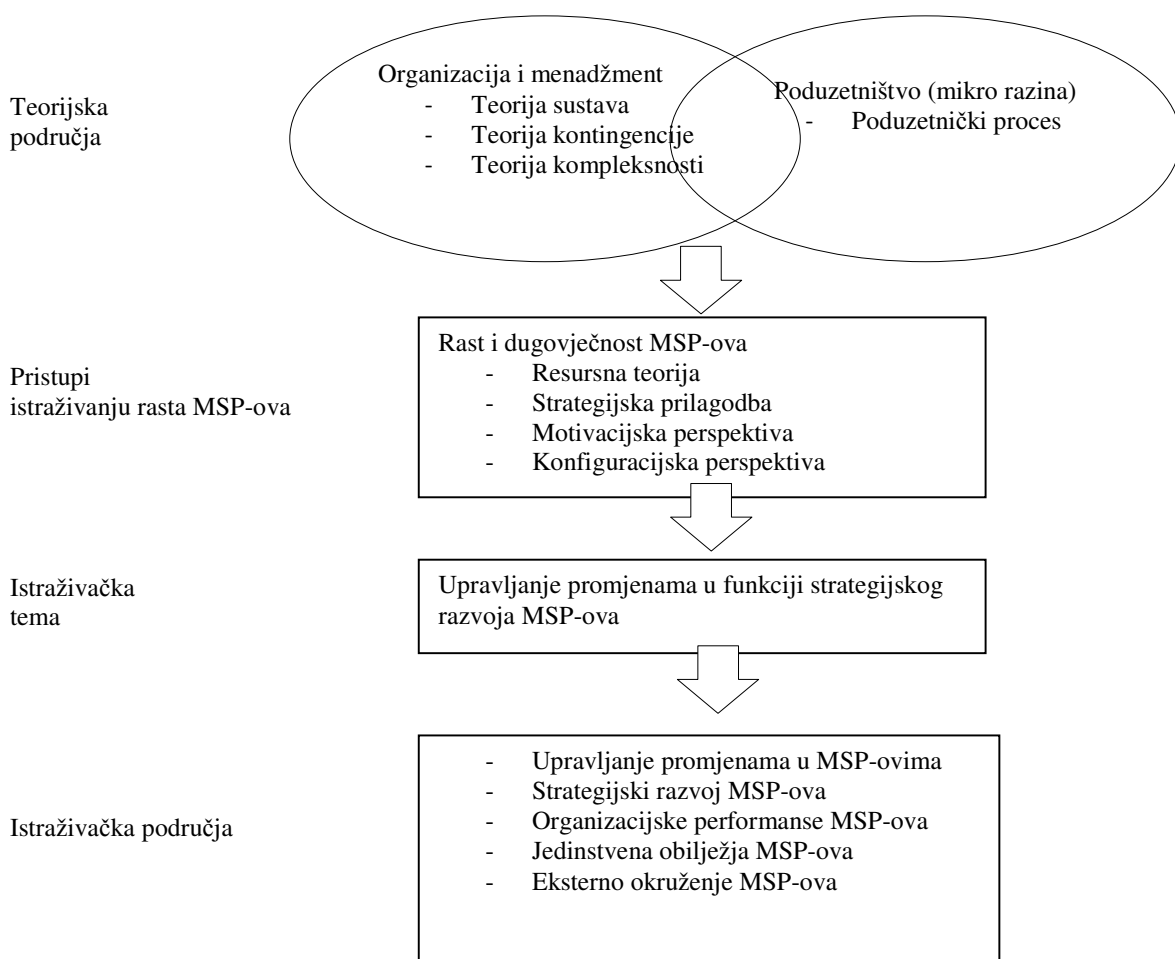 Teorijska
područja
Organizacija i menadžment
- Teorija sustava
- Teorija kontingencije
- Teorija kompleksnosti
Poduzetništvo (mikro razina)
- Poduzetnički proces
Pristupi
istraživanju rasta MSP-ova
Rast i dugovječnost MSP-ova
- Resursna teorija
- Strategijska prilagodba
- Motivacijska perspektiva
- Konfiguracijska perspektiva
Istraživačka
tema
Upravljanje promjenama u funkciji strategijskog
razvoja MSP-ova
Istraživačka područja
- Upravljanje promjenama u MSP-ovima
- Strategijski razvoj MSP-ova
- Organizacijske performanse MSP-ova
- Jedinstvena obilježja MSP-ova
- Eksterno okruženje MSP-ova